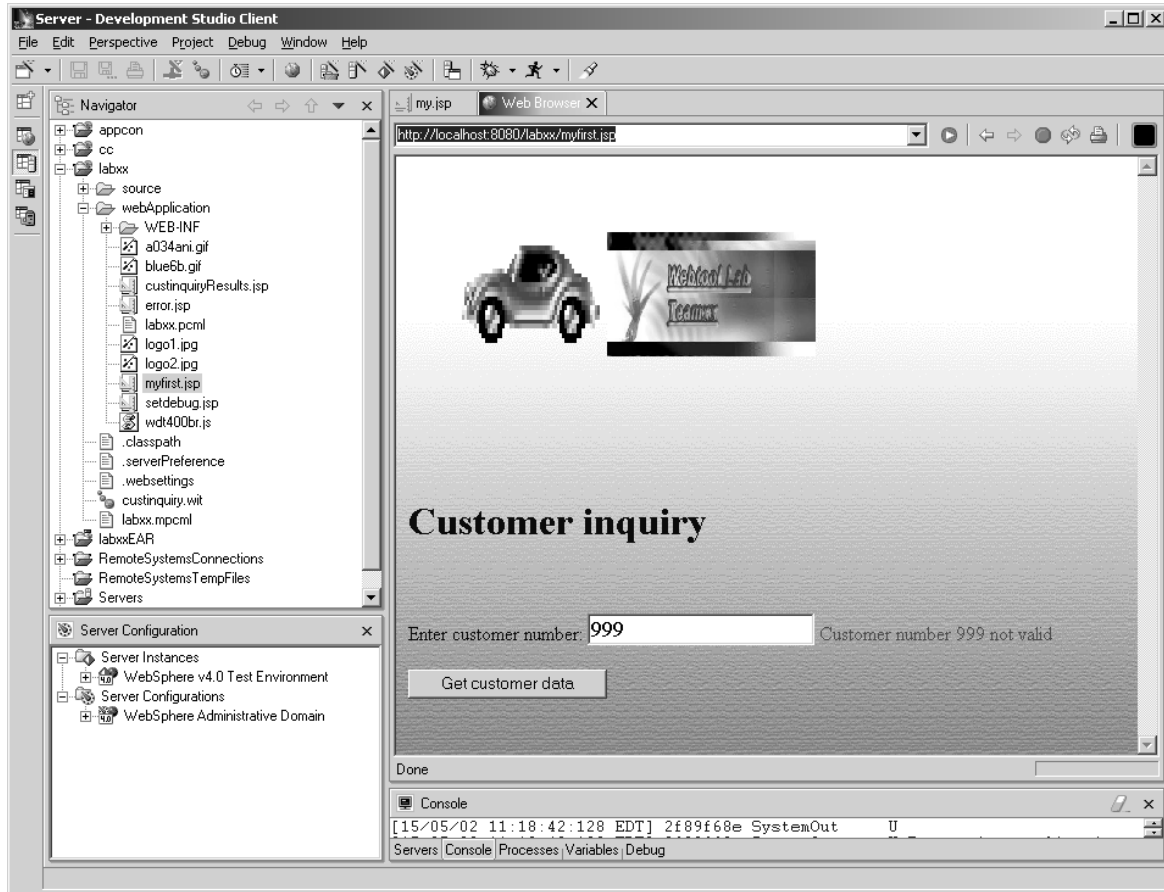 Server - Development Studio Client
File Edit Perspective Project Debug Window Help
Navigator
appcon
cc
labxx
source
webApplication
WEB-INF
a034ani.gif
blue6b.gif
custinquiryResults.jsp
error.jsp
labxx.pcml
logo1.jpg
logo2.jpg
myfirst.jsp
setdebug.jsp
wdt400br.js
.classpath
.serverPreference
.websettings
custinquiry.wit
labxx.mpcml
labxxEAR
RemoteSystemsConnections
RemoteSystemsTempFiles
Servers
Server Configuration
Server Instances
WebSphere v4.0 Test Environment
Server Configurations
WebSphere Administrative Domain
my.jsp Web Browser
http://localhost:8080/labxx/myfirst.jsp
Webtool Lab
Teamxx
Customer inquiry
Enter customer number: 999 Customer number 999 not valid
Get customer data
Done
Console
[15/05/02 11:18:42:128 EDT] 2f89f68e SystemOut U
Servers Console Processes Variables Debug